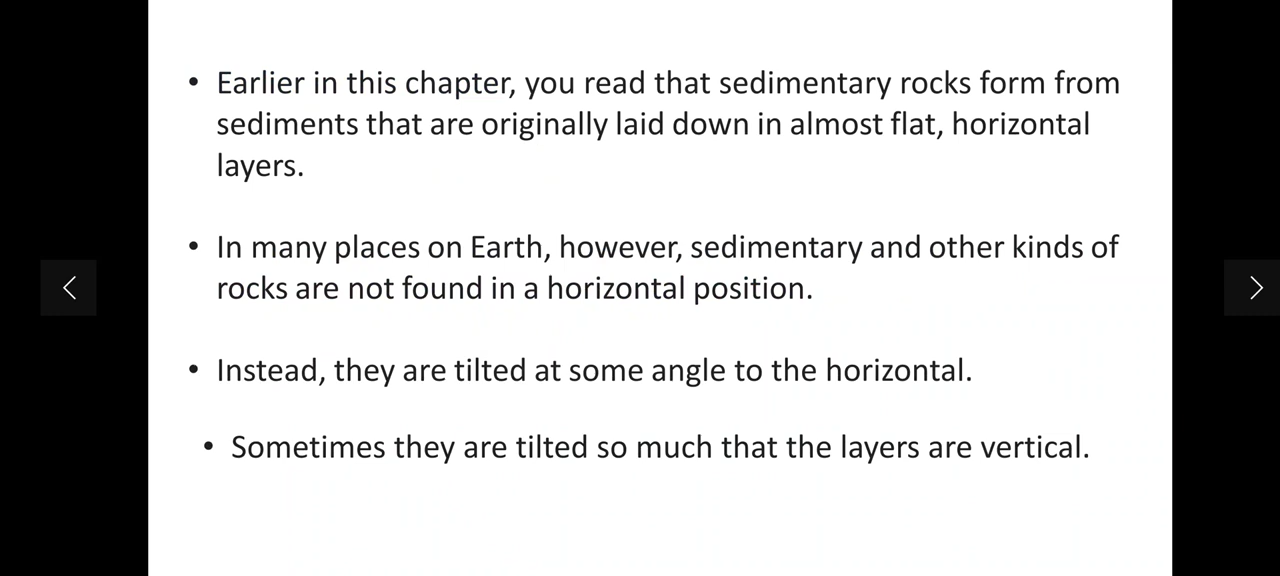 • Earlier in this chapter, you read that sedimentary rocks form from
sediments that are originally laid down in almost flat, horizontal
layers.
• In many places on Earth, however, sedimentary and other kinds of
rocks are not found in a horizontal position.
• Instead, they are tilted at some angle to the horizontal.
• Sometimes they are tilted so much that the layers are vertical.